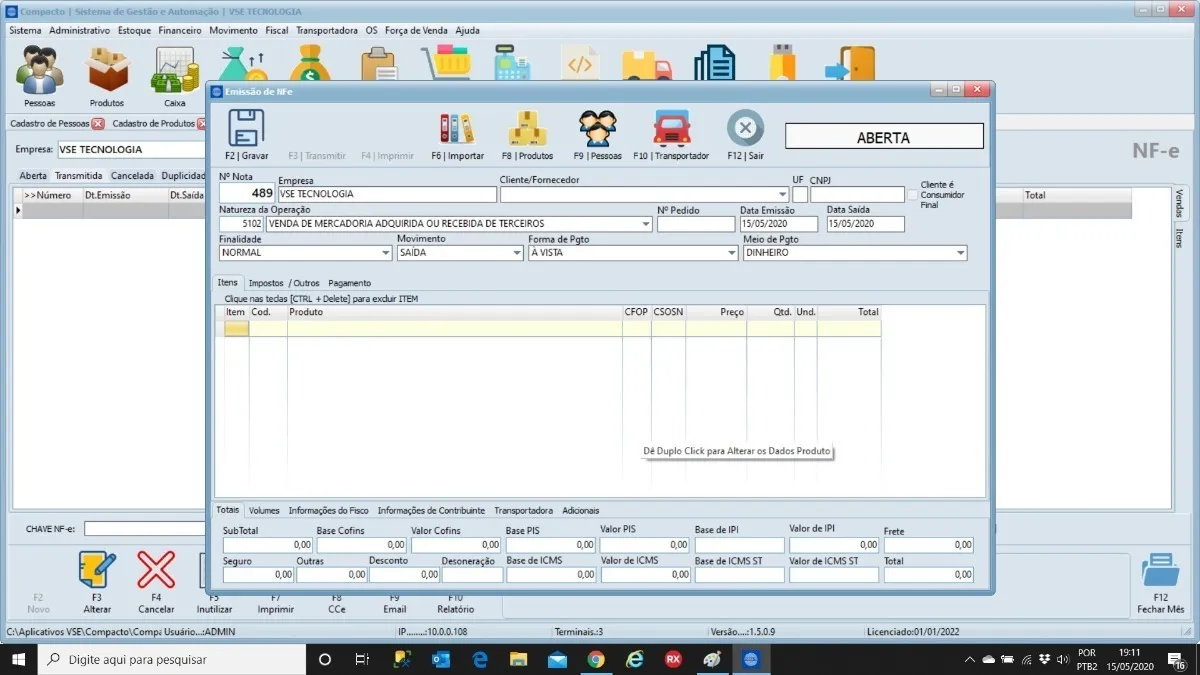 Compacto | Sistema de Gestão e Automação | VSE TECNOLOGIA
Sistema Administrativo Estoque Financeiro Movimento Fiscal Transportadora OS Força de Venda Ajuda
Pessoas Produtos Caixa
Cadastro de Pessoas Cadastro de Produtos
Empresa: VSE TECNOLOGIA
NF-e
Aberta Transmitida Cancelada Duplicidad
>>Número Dt.Emissão Dt.Saída Total
Vendas
Itens
CHAVE NF-e:
F2 Novo
F3 Alterar
F4 Cancelar
F5 Inutilizar
F7 Imprimir
F8 CCe
F9 Email
F10 Relatório
F12 Fechar Mês
Emissão de NFe
F2 | Gravar F3 | Transmitir F4 | Imprimir F6 | Importar F8 | Produtos F9 | Pessoas F10 | Transportador F12 | Sair
ABERTA
Nº Nota Empresa Cliente/Fornecedor UF CNPJ
489 VSE TECNOLOGIA
Cliente é
Consumidor
Final
Natureza da Operação Nº Pedido Data Emissão Data Saída
5102 VENDA DE MERCADORIA ADQUIRIDA OU RECEBIDA DE TERCEIROS 15/05/2020 15/05/2020
Finalidade Movimento Forma de Pgto Meio de Pgto
NORMAL SAÍDA À VISTA DINHEIRO
Itens Impostos / Outros Pagamento
Clique nas teclas [CTRL + Delete] para excluir ITEM
Item Cod. Produto CFOP CSOSN Preço Qtd. Und. Total
Dê Duplo Click para Alterar os Dados Produto
Totais Volumes Informações do Fisco Informações de Contribuinte Transportadora Adicionais
SubTotal Base Cofins Valor Cofins Base PIS Valor PIS Base de IPI Valor de IPI Frete
0,00 0,00 0,00 0,00 0,00 0,00 0,00
Seguro Outras Desconto Desoneração Base de ICMS Valor de ICMS Base de ICMS ST Valor de ICMS ST Total
0,00 0,00 0,00 0,00 0,00 0,00
C:\Aplicativos VSE\Compacto\Compa Usuário...:ADMIN IP........:10.0.0.108 Terminais.:3 Versão....:1.5.0.9 Licenciado:01/01/2022
Digite aqui para pesquisar
RX
POR
PTB2
19:11
15/05/2020
16